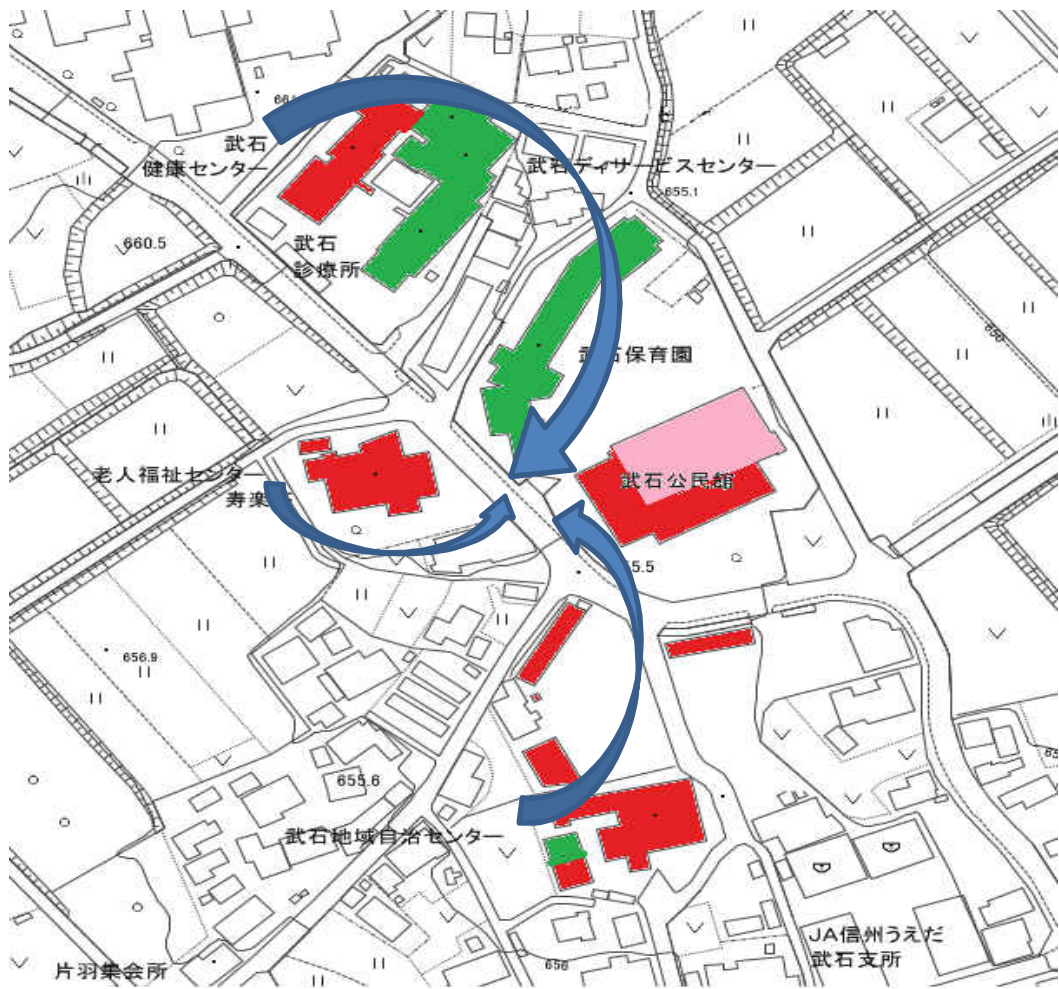 武石
健康センター
武石デイサービスセンター
655.1
660.5
武石
診療所
650
武石保育園
老人福祉センター
寿楽
武石公民館
656.9
655.6
武石地域自治センター
JA信州うえだ
武石支所
片羽集会所
656